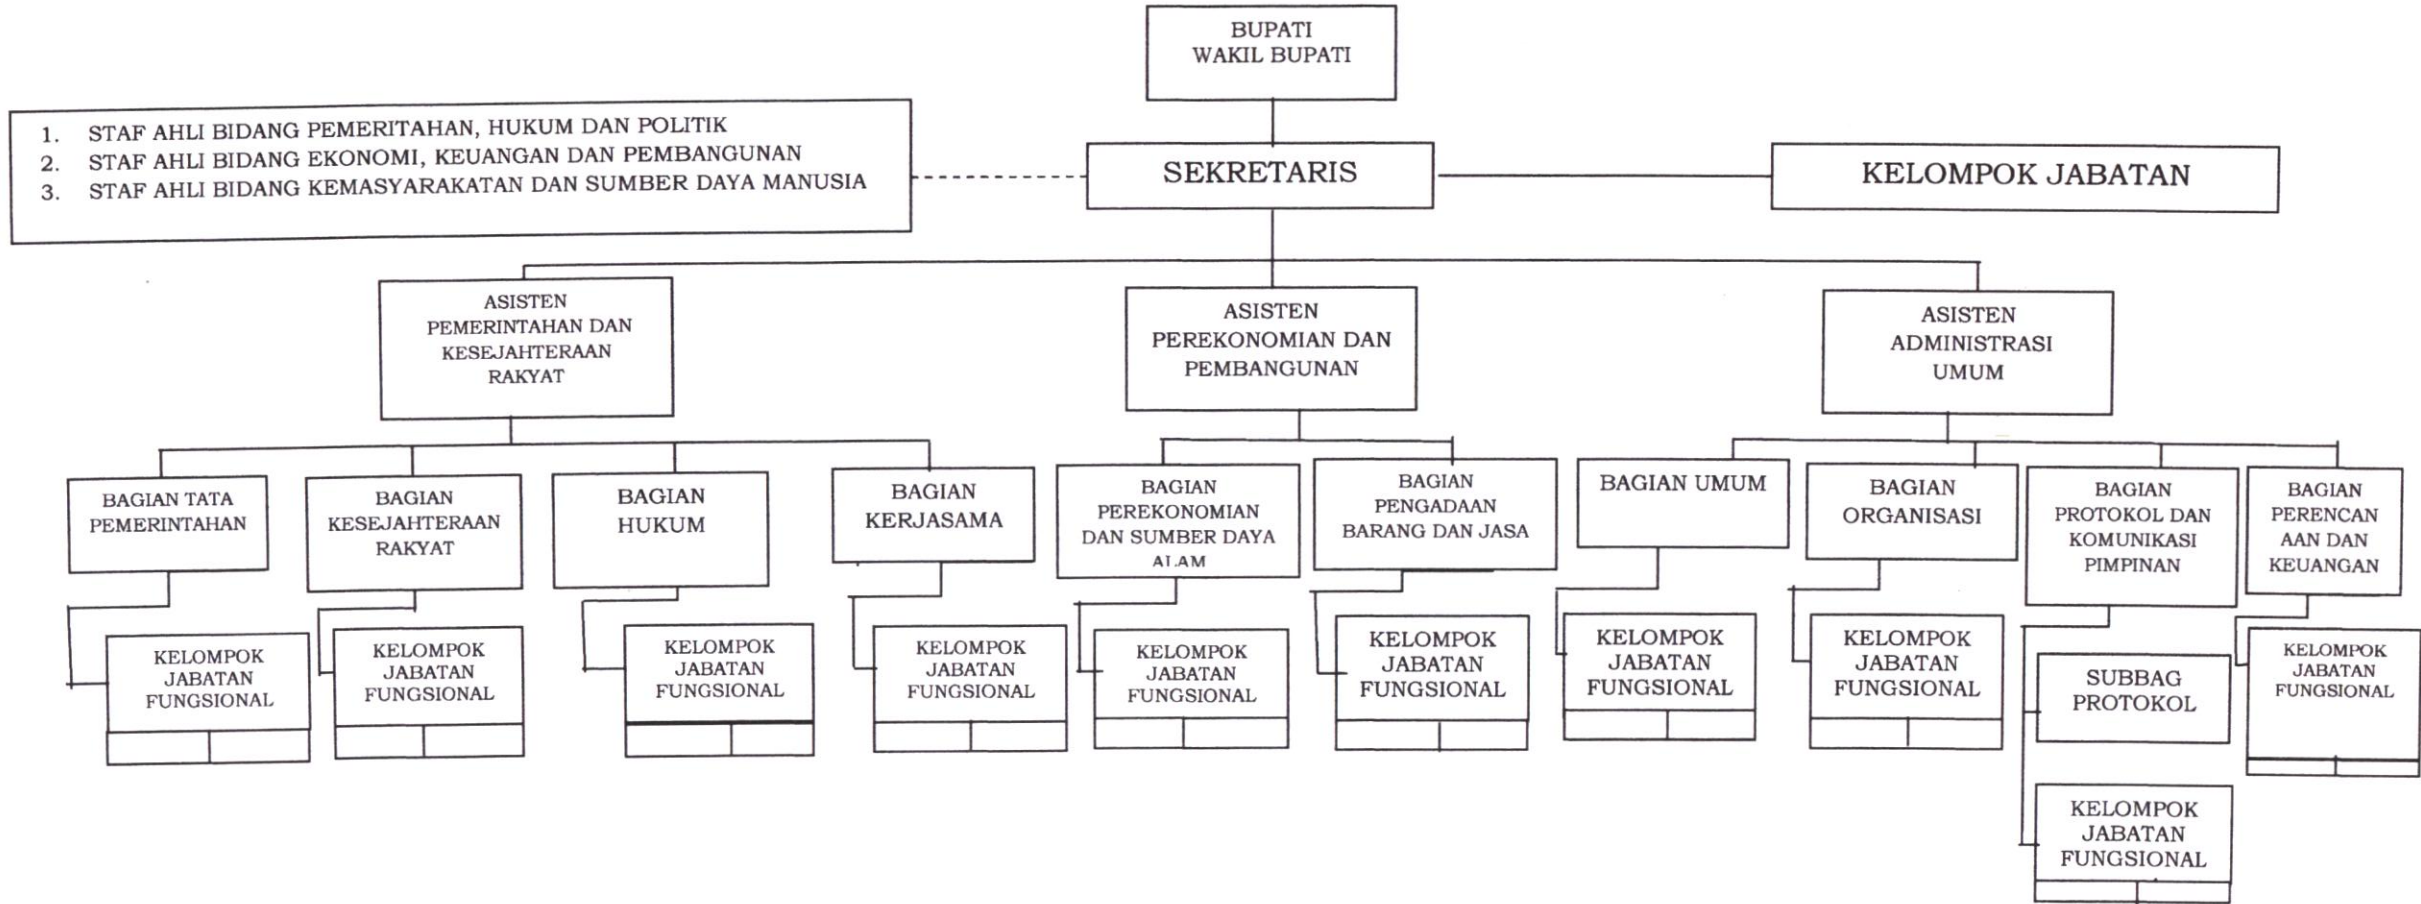 BUPATI
WAKIL BUPATI
1. STAF AHLI BIDANG PEMERITAHAN, HUKUM DAN POLITIK
2. STAF AHLI BIDANG EKONOMI, KEUANGAN DAN PEMBANGUNAN
3. STAF AHLI BIDANG KEMASYARAKATAN DAN SUMBER DAYA MANUSIA
SEKRETARIS
KELOMPOK JABATAN
ASISTEN
PEMERINTAHAN DAN
KESEJAHTERAAN
RAKYAT
ASISTEN
PEREKONOMIAN DAN
PEMBANGUNAN
ASISTEN
ADMINISTRASI
UMUM
BAGIAN TATA
PEMERINTAHAN
BAGIAN
KESEJAHTERAAN
RAKYAT
BAGIAN
HUKUM
BAGIAN
KERJASAMA
BAGIAN
PEREKONOMIAN
DAN SUMBER DAYA
ALAM
BAGIAN
PENGADAAN
BARANG DAN JASA
BAGIAN UMUM
BAGIAN
ORGANISASI
BAGIAN
PROTOKOL DAN
KOMUNIKASI
PIMPINAN
BAGIAN
PERENCAN
AAN DAN
KEUANGAN
KELOMPOK
JABATAN
FUNGSIONAL
KELOMPOK
JABATAN
FUNGSIONAL
KELOMPOK
JABATAN
FUNGSIONAL
KELOMPOK
JABATAN
FUNGSIONAL
KELOMPOK
JABATAN
FUNGSIONAL
KELOMPOK
JABATAN
FUNGSIONAL
KELOMPOK
JABATAN
FUNGSIONAL
KELOMPOK
JABATAN
FUNGSIONAL
SUBBAG
PROTOKOL
KELOMPOK
JABATAN
FUNGSIONAL
KELOMPOK
JABATAN
FUNGSIONAL